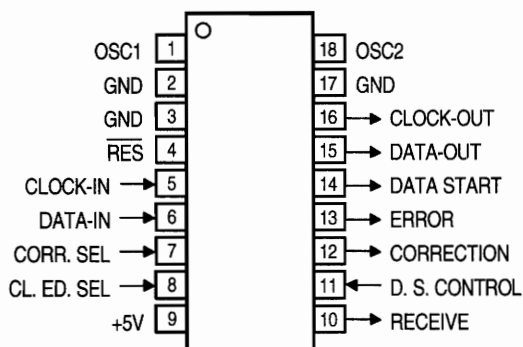 OSC1 1 18 OSC2
GND 2 17 GND
GND 3 16 CLOCK-OUT
RES 4 15 DATA-OUT
CLOCK-IN 5 14 DATA START
DATA-IN 6 13 ERROR
CORR. SEL 7 12 CORRECTION
CL. ED. SEL 8 11 D. S. CONTROL
+5V 9 10 RECEIVE